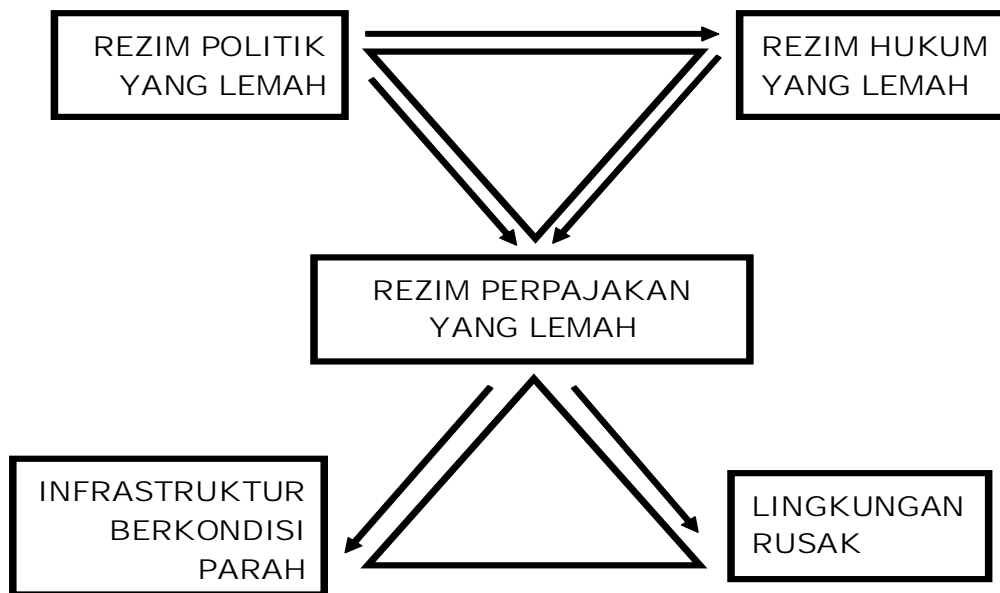 REZIM POLITIK
YANG LEMAH
REZIM HUKUM
YANG LEMAH
REZIM PERPAJAKAN
YANG LEMAH
INFRASTRUKTUR
BERKONDISI
PARAH
LINGKUNGAN
RUSAK